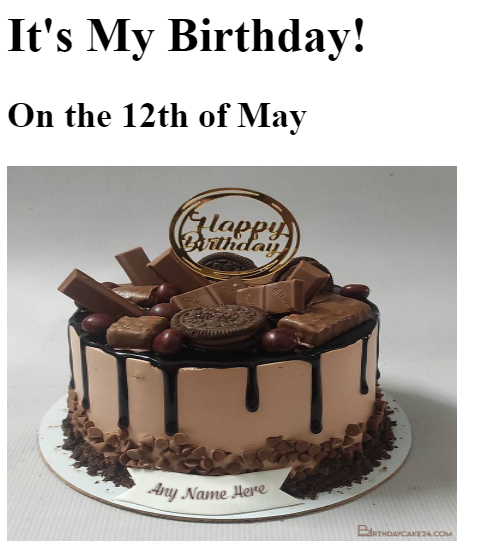 It's My Birthday!
On the 12th of May
Happy
Birthday
Any Name Here
BIRTHDAYCAKE24.COM